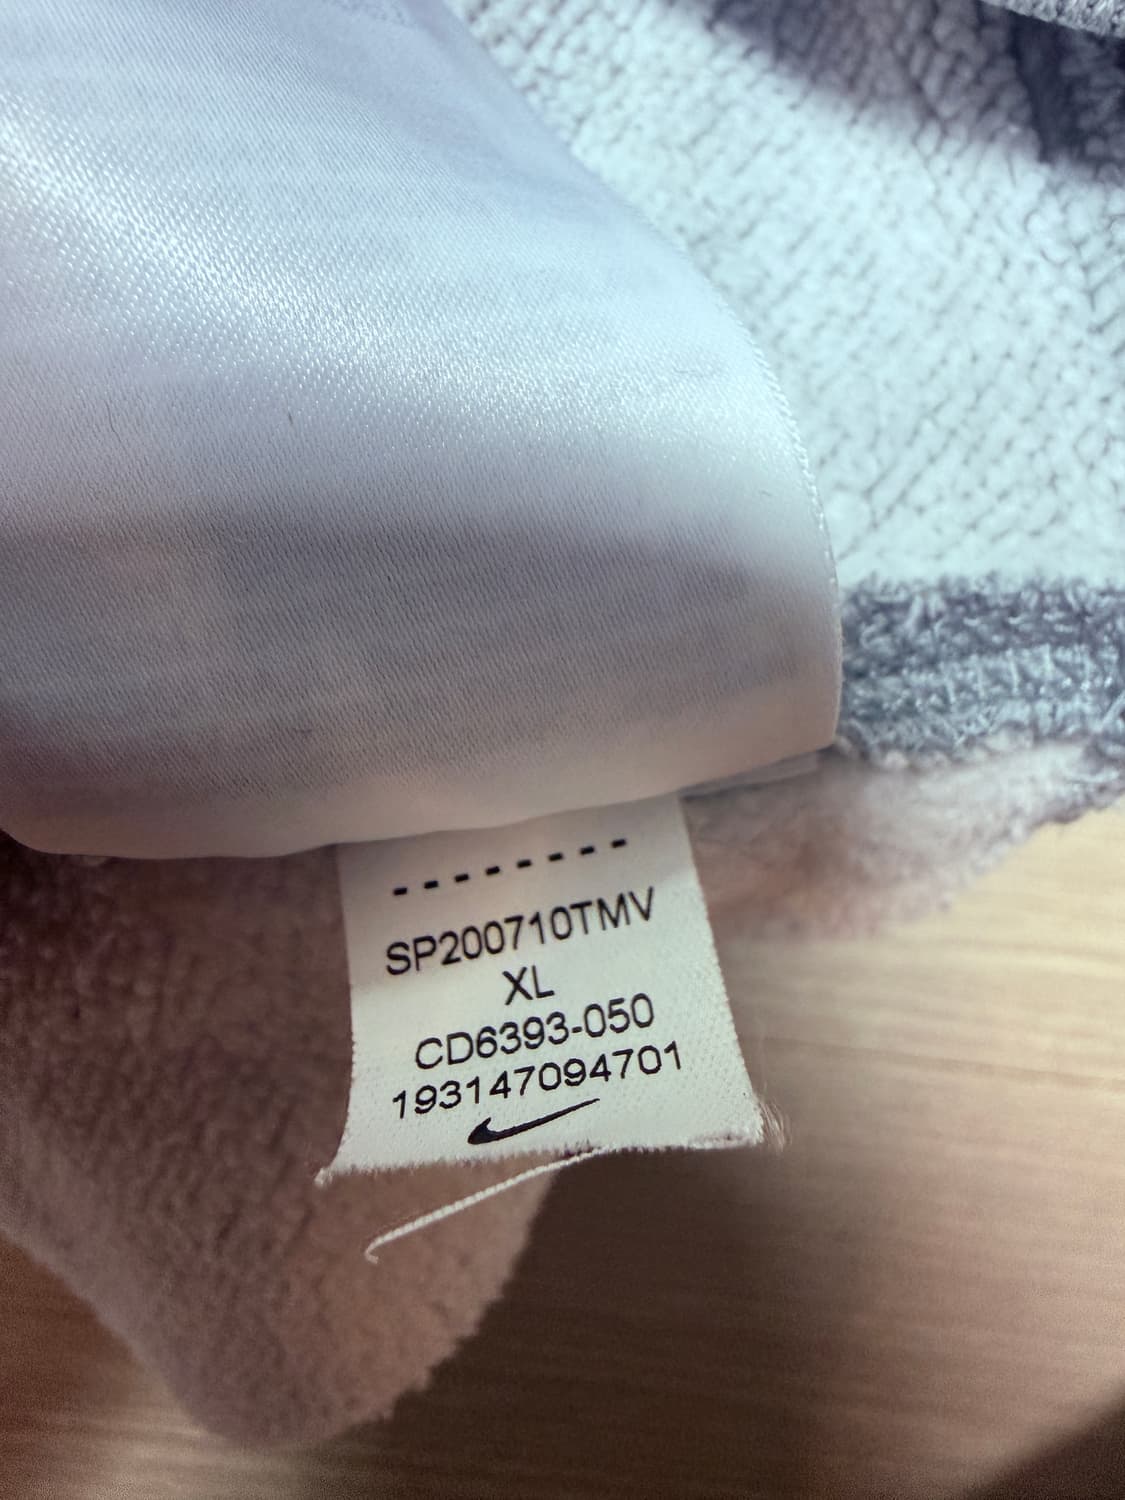 --------
SP200710TMV
XL
CD6393-050
193147094701